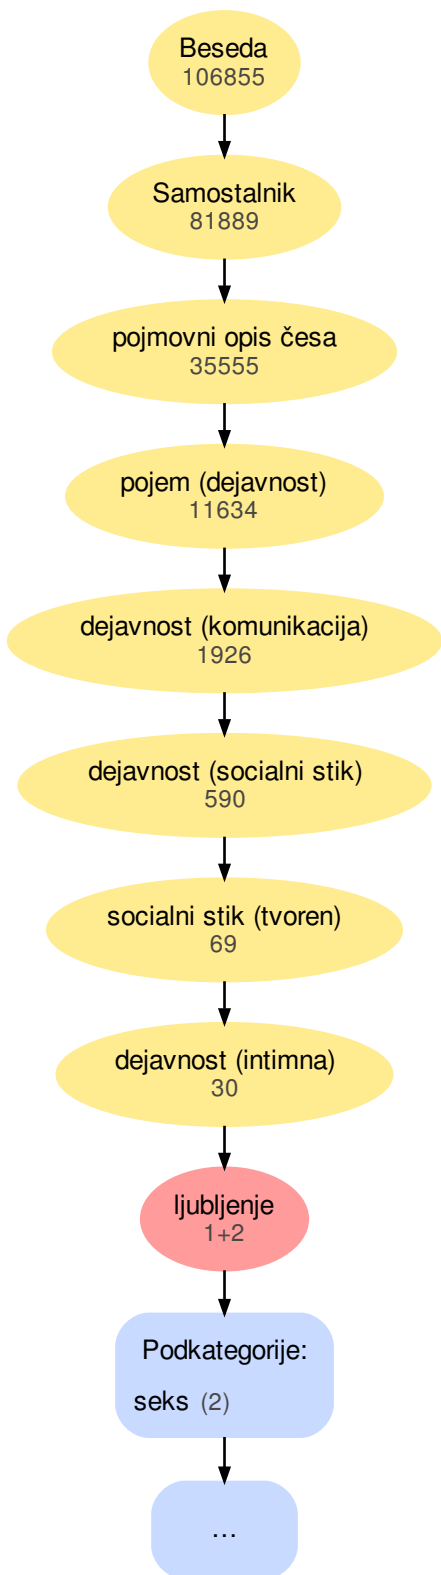 Beseda
106855
Samostalnik
81889
pojmovni opis česa
35555
pojem (dejavnost)
11634
dejavnost (komunikacija)
1926
dejavnost (socialni stik)
590
socialni stik (tvoren)
69
dejavnost (intimna)
30
ljubljenje
1+2
Podkategorije:
seks (2)
...